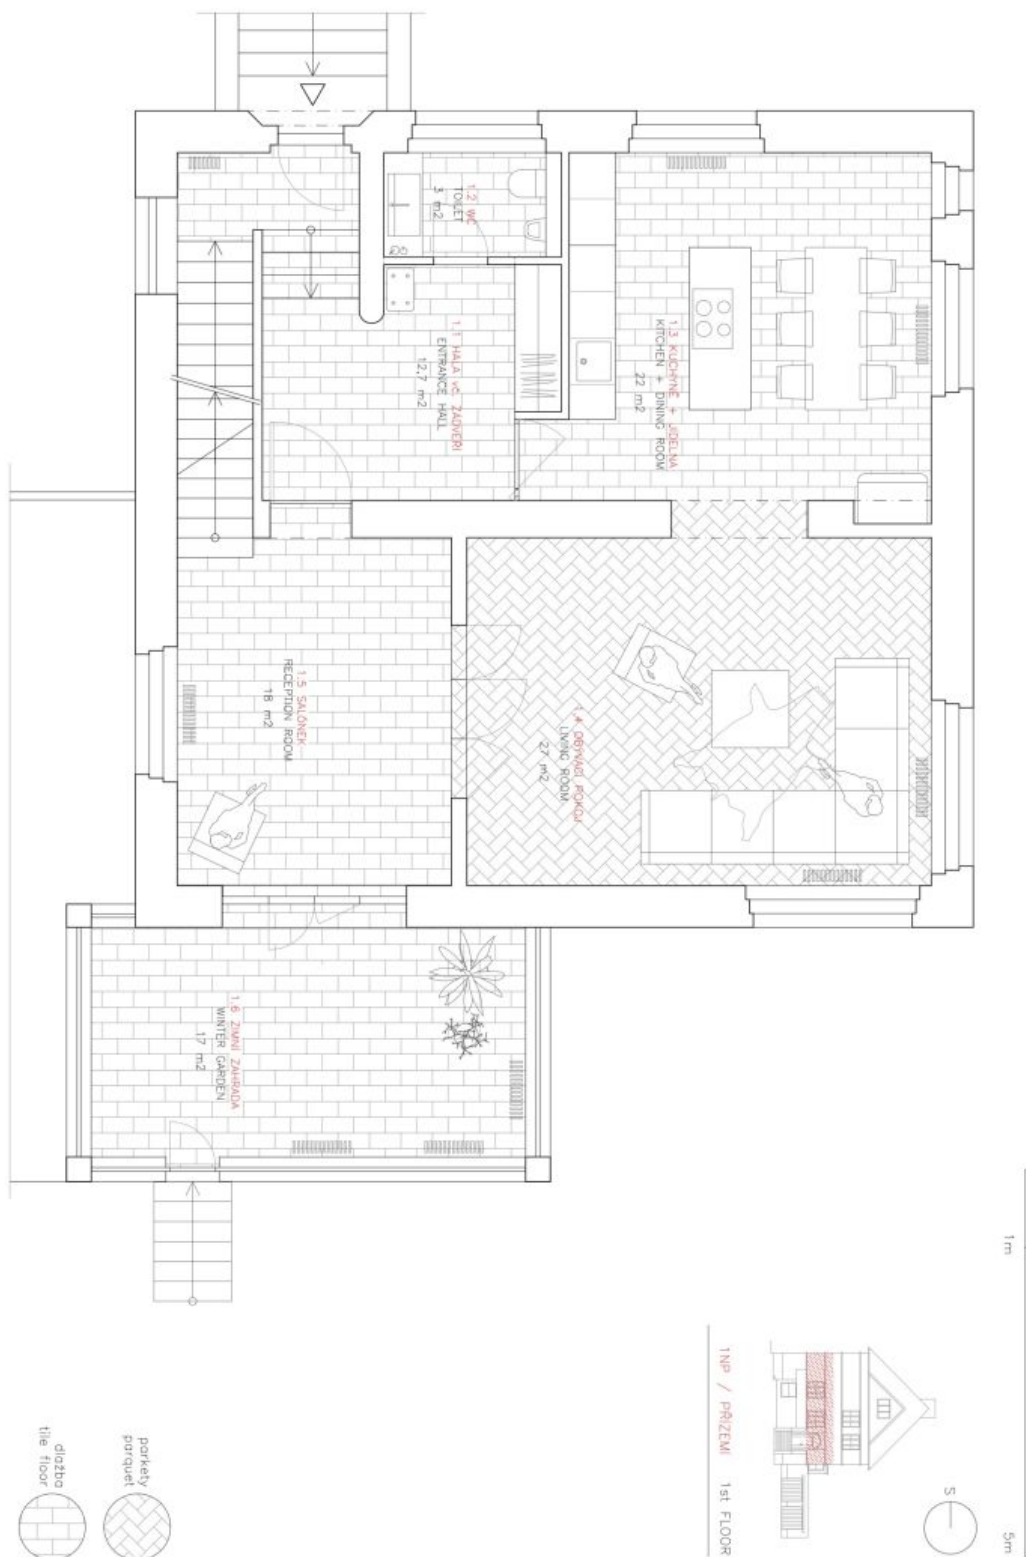 1.1 HALA vč. ZÁDVEŘÍ
ENTRANCE HALL
12,7 m2
1.2 WC
TOILET
3 m2
1.3 KUCHYNĚ + JÍDELNA
KITCHEN + DINING ROOM
22 m2
1.4 OBÝVACÍ POKOJ
LIVING ROOM
27 m2
1.5 SALÓNEK
RECEPTION ROOM
18 m2
1.6 ZIMNÍ ZAHRADA
WINTER GARDEN
17 m2
1m
5m
S
1NP / PŘÍZEMÍ 1st FLOOR
parkety
parquet
dlažba
tile floor